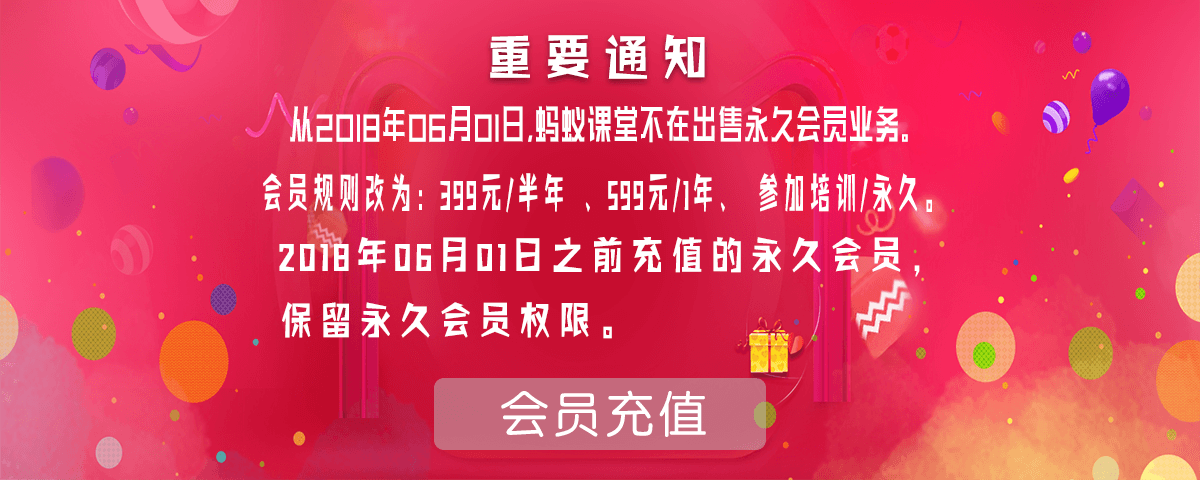 重要通知
从2018年06月01日,蚂蚁课堂不在出售永久会员业务。
会员规则改为: 399元/半年 、599元/1年、 参加培训/永久。
2018年06月01日之前充值的永久会员，
保留永久会员权限。
会员充值